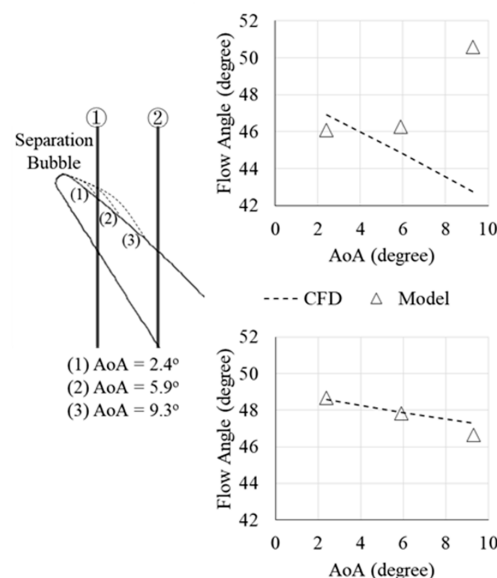 ① ②
Separation
Bubble
(1)
(2)
(3)
(1) AoA = 2.4°
(2) AoA = 5.9°
(3) AoA = 9.3°
Flow Angle (degree)
52
50
48
46
44
42
0 2 4 6 8 10
AoA (degree)
CFD Model
Flow Angle (degree)
52
50
48
46
44
42
0 2 4 6 8 10
AoA (degree)